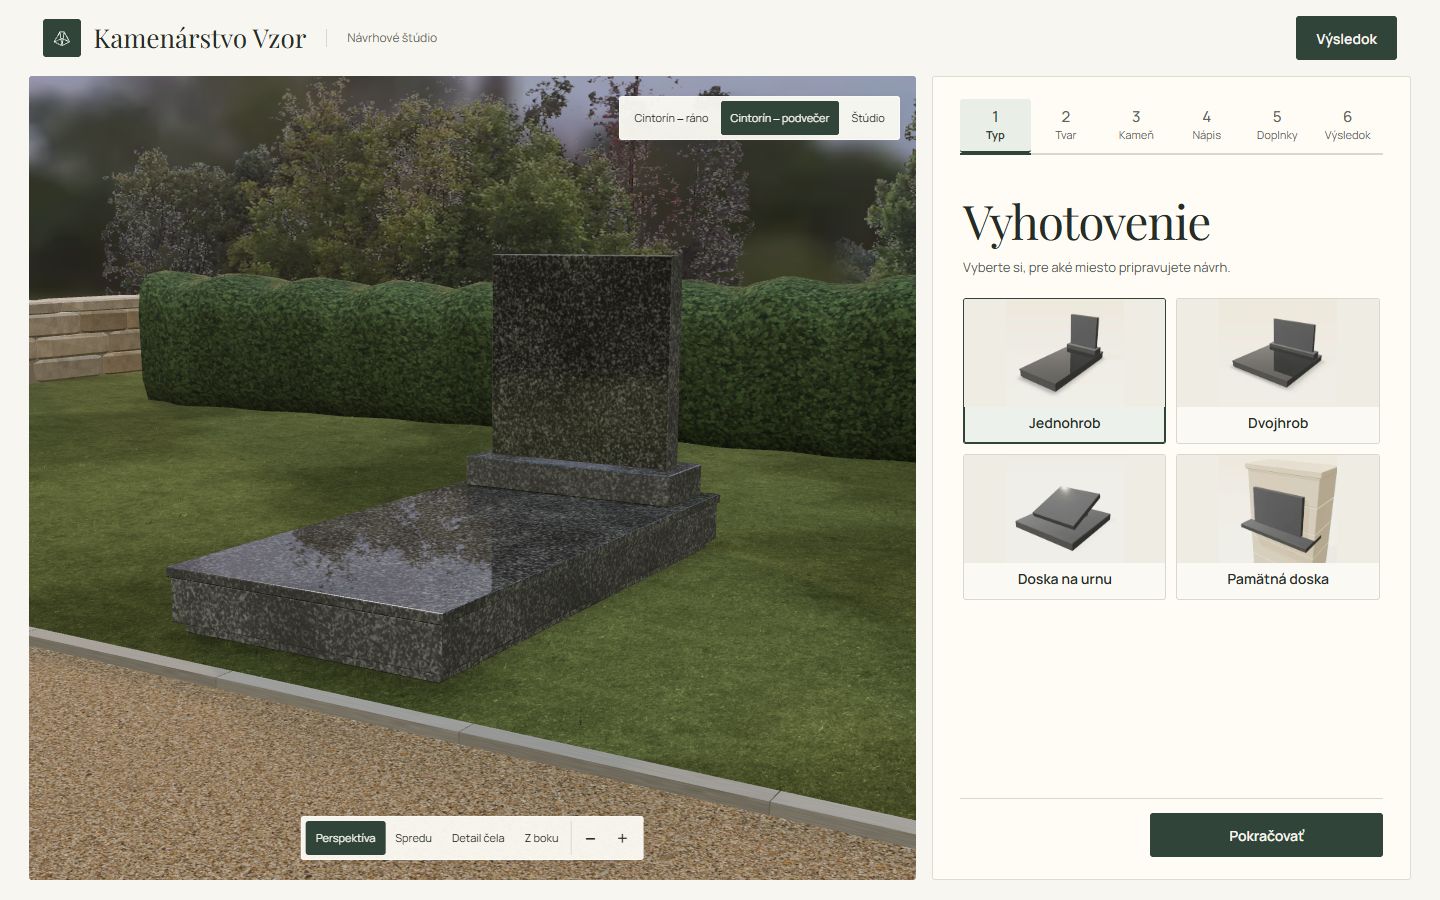 Kamenárstvo Vzor
Návrhové štúdio
Výsledok
Cintorín – ráno
Cintorín – podvečer
Štúdio
Perspektíva
Spredu
Detail čela
Z boku
−
+
1
Typ
2
Tvar
3
Kameň
4
Nápis
5
Doplnky
6
Výsledok
Vyhotovenie
Vyberte si, pre aké miesto pripravujete návrh.
Jednohrob
Dvojhrob
Doska na urnu
Pamätná doska
Pokračovať